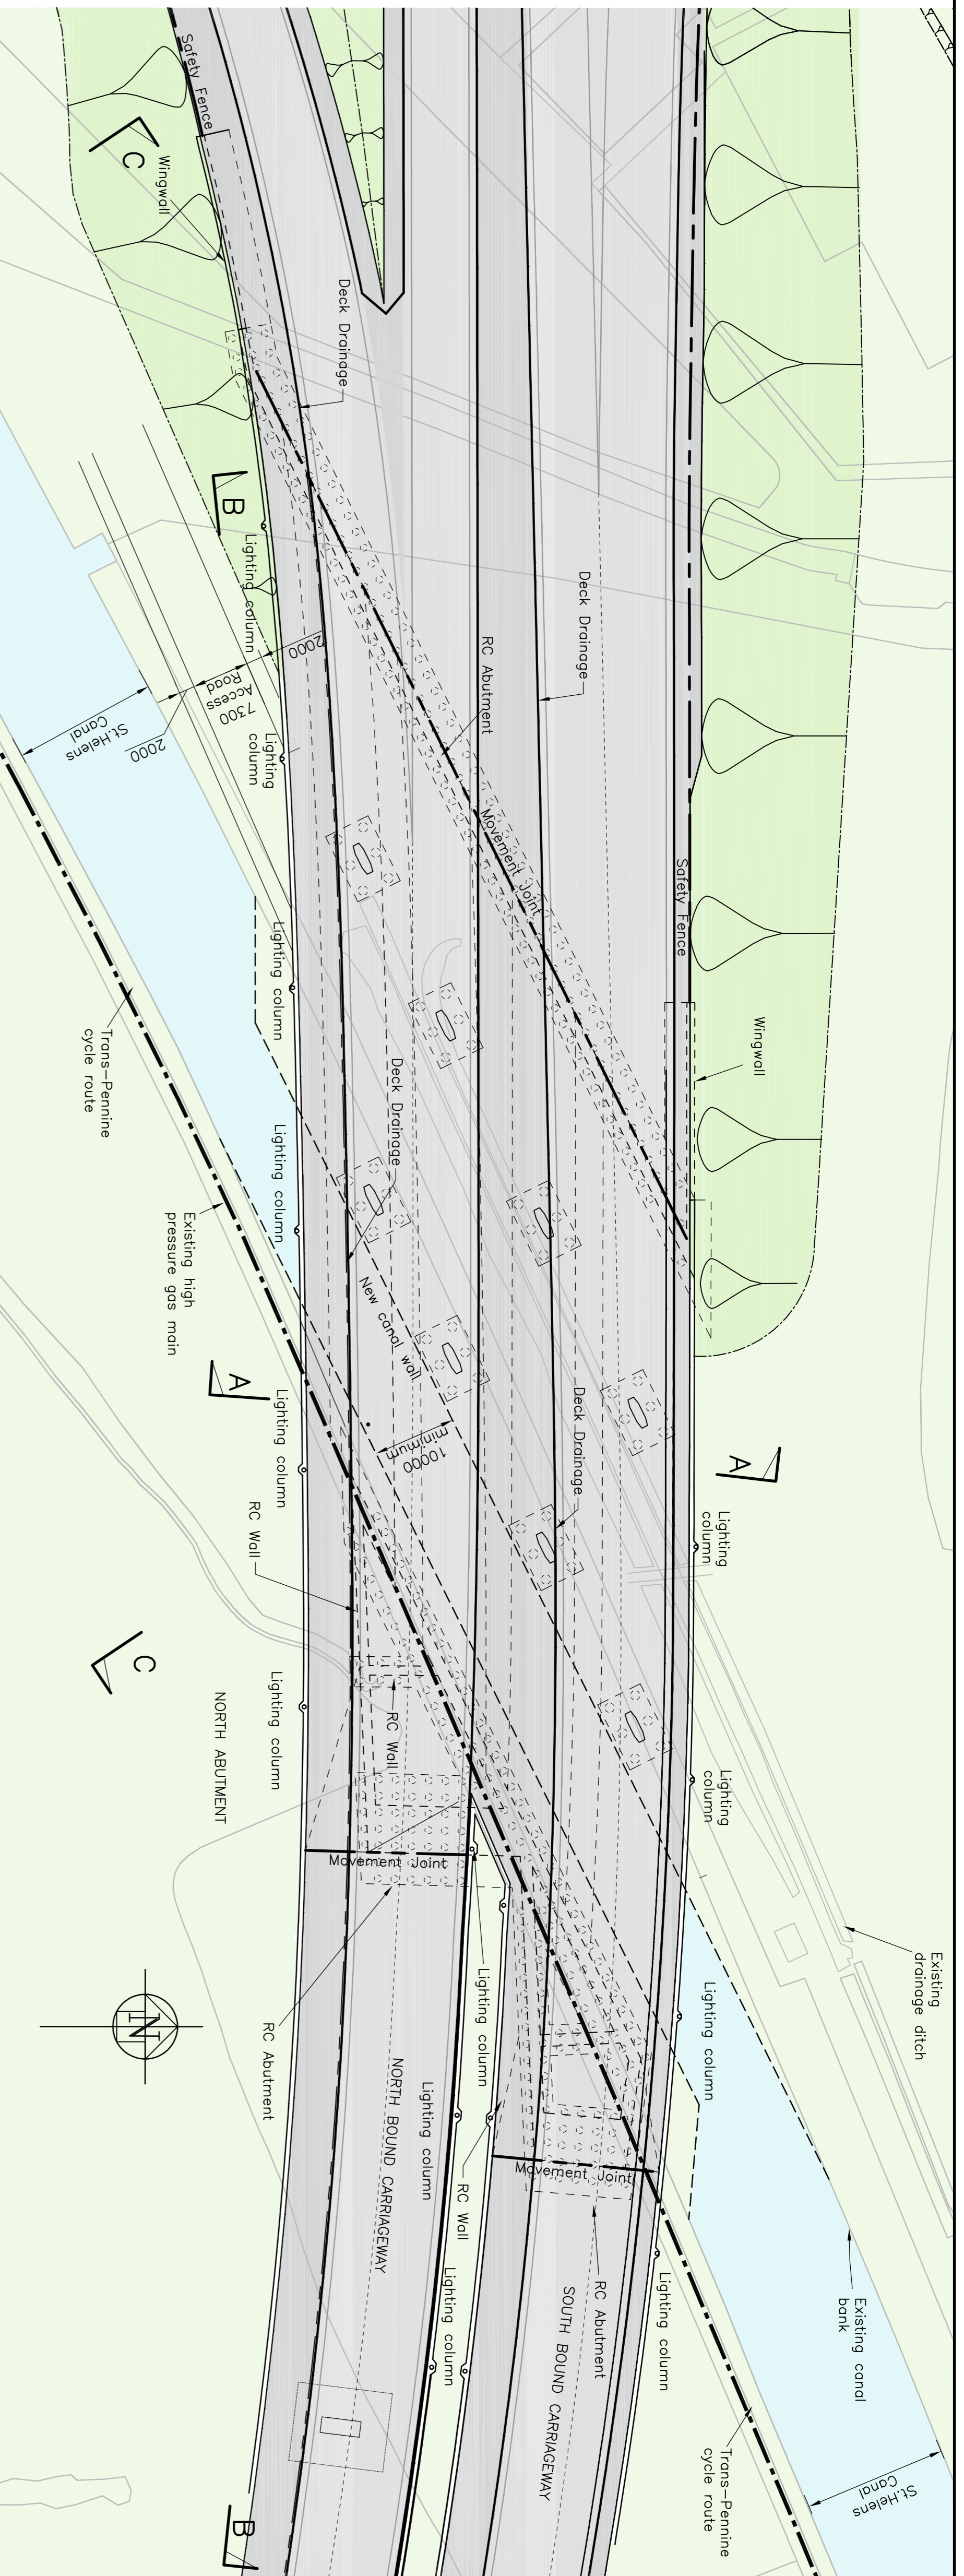 Safety Fence
C
Wingwall
Deck Drainage
B
Lighting column
2000
7300
Access
Road
2000
St.Helens
Canal
Lighting
column
RC Abutment
Deck Drainage
Movement Joint
Safety Fence
Wingwall
Lighting column
Trans-Pennine
cycle route
Deck Drainage
Lighting column
Existing high
pressure gas main
New canal wall
A
Lighting column
10000
minimum
Deck Drainage
A
Lighting
column
RC Wall
C
NORTH ABUTMENT
Lighting column
RC Wall
Lighting
column
Movement Joint
Existing
drainage ditch
Lighting column
Lighting column
N
RC Abutment
NORTH BOUND CARRIAGEWAY
Lighting column
RC Wall
Movement Joint
Lighting column
RC Abutment
SOUTH BOUND CARRIAGEWAY
Lighting column
Existing canal
bank
Trans-Pennine
cycle route
St.Helens
Canal
B